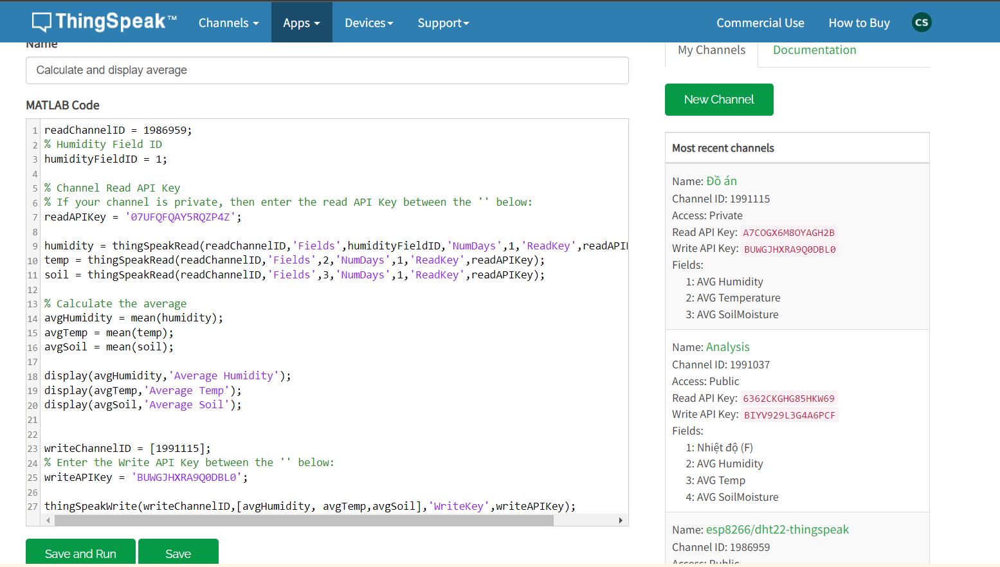 ThingSpeak™ Channels Apps Devices Support Commercial Use How to Buy CS
Name
Calculate and display average
MATLAB Code
1 readChannelID = 1986959;
2 % Humidity Field ID
3 humidityFieldID = 1;
4
5 % Channel Read API Key
6 % If your channel is private, then enter the read API Key between the '' below:
7 readAPIKey = '07UFQFQAY5RQZP4Z';
8
9 humidity = thingSpeakRead(readChannelID,'Fields',humidityFieldID,'NumDays',1,'ReadKey',readAPI
10 temp = thingSpeakRead(readChannelID,'Fields',2,'NumDays',1,'ReadKey',readAPIKey);
11 soil = thingSpeakRead(readChannelID,'Fields',3,'NumDays',1,'ReadKey',readAPIKey);
12
13 % Calculate the average
14 avgHumidity = mean(humidity);
15 avgTemp = mean(temp);
16 avgSoil = mean(soil);
17
18 display(avgHumidity,'Average Humidity');
19 display(avgTemp,'Average Temp');
20 display(avgSoil,'Average Soil');
21
22
23 writeChannelID = [1991115];
24 % Enter the Write API Key between the '' below:
25 writeAPIKey = 'BUWGJHXRA9Q0DBL0';
26
27 thingSpeakWrite(writeChannelID,[avgHumidity, avgTemp,avgSoil],'WriteKey',writeAPIKey);
Save and Run Save
My Channels Documentation
New Channel
Most recent channels
Name: Đồ án
Channel ID: 1991115
Access: Private
Read API Key: A7COGX6M8OYAGH2B
Write API Key: BUWGJHXRA9Q0DBL0
Fields:
1: AVG Humidity
2: AVG Temperature
3: AVG SoilMoisture
Name: Analysis
Channel ID: 1991037
Access: Public
Read API Key: 6362CKGHG85HKW69
Write API Key: BIYV929L3G4A6PCF
Fields:
1: Nhiệt độ (F)
2: AVG Humidity
3: AVG Temp
4: AVG SoilMoisture
Name: esp8266/dht22-thingspeak
Channel ID: 1986959
Access: Public